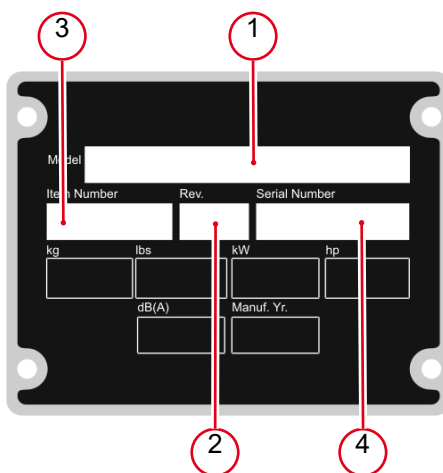 3 1
Model
Item Number Rev. Serial Number
kg lbs kW hp
dB(A) Manuf. Yr.
2 4